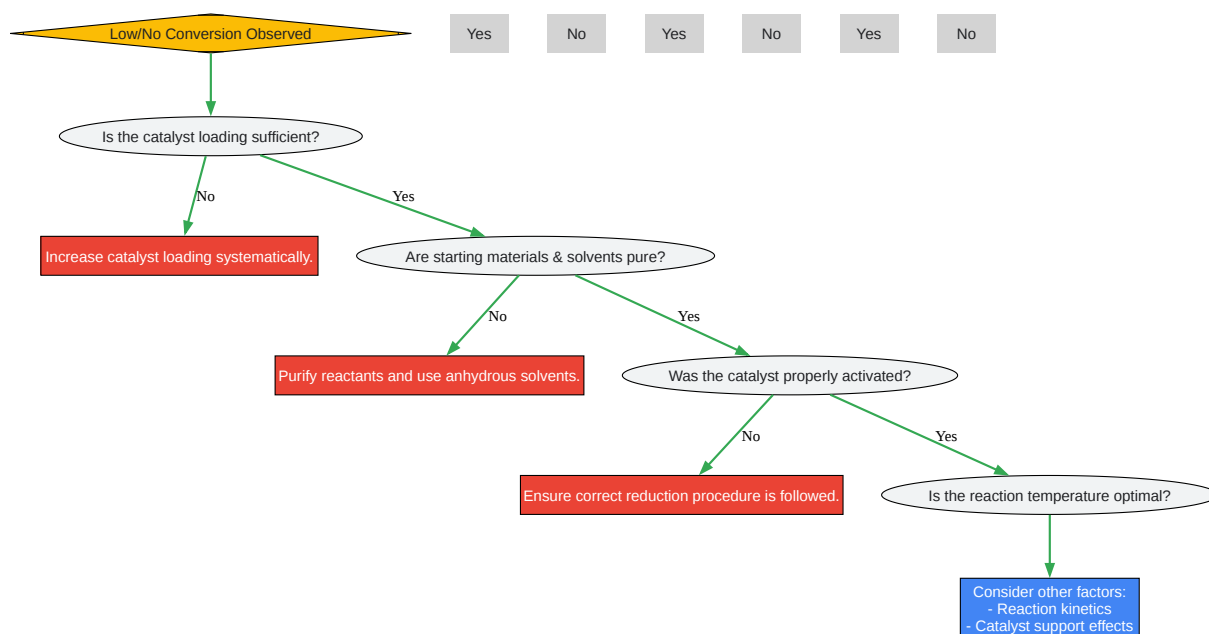 Low/No Conversion Observed
Yes
No
Yes
No
Yes
No
Is the catalyst loading sufficient?
No
Yes
Increase catalyst loading systematically.
Are starting materials & solvents pure?
No
Yes
Purify reactants and use anhydrous solvents.
Was the catalyst properly activated?
No
Yes
Ensure correct reduction procedure is followed.
Is the reaction temperature optimal?
Consider other factors:
- Reaction kinetics
- Catalyst support effects